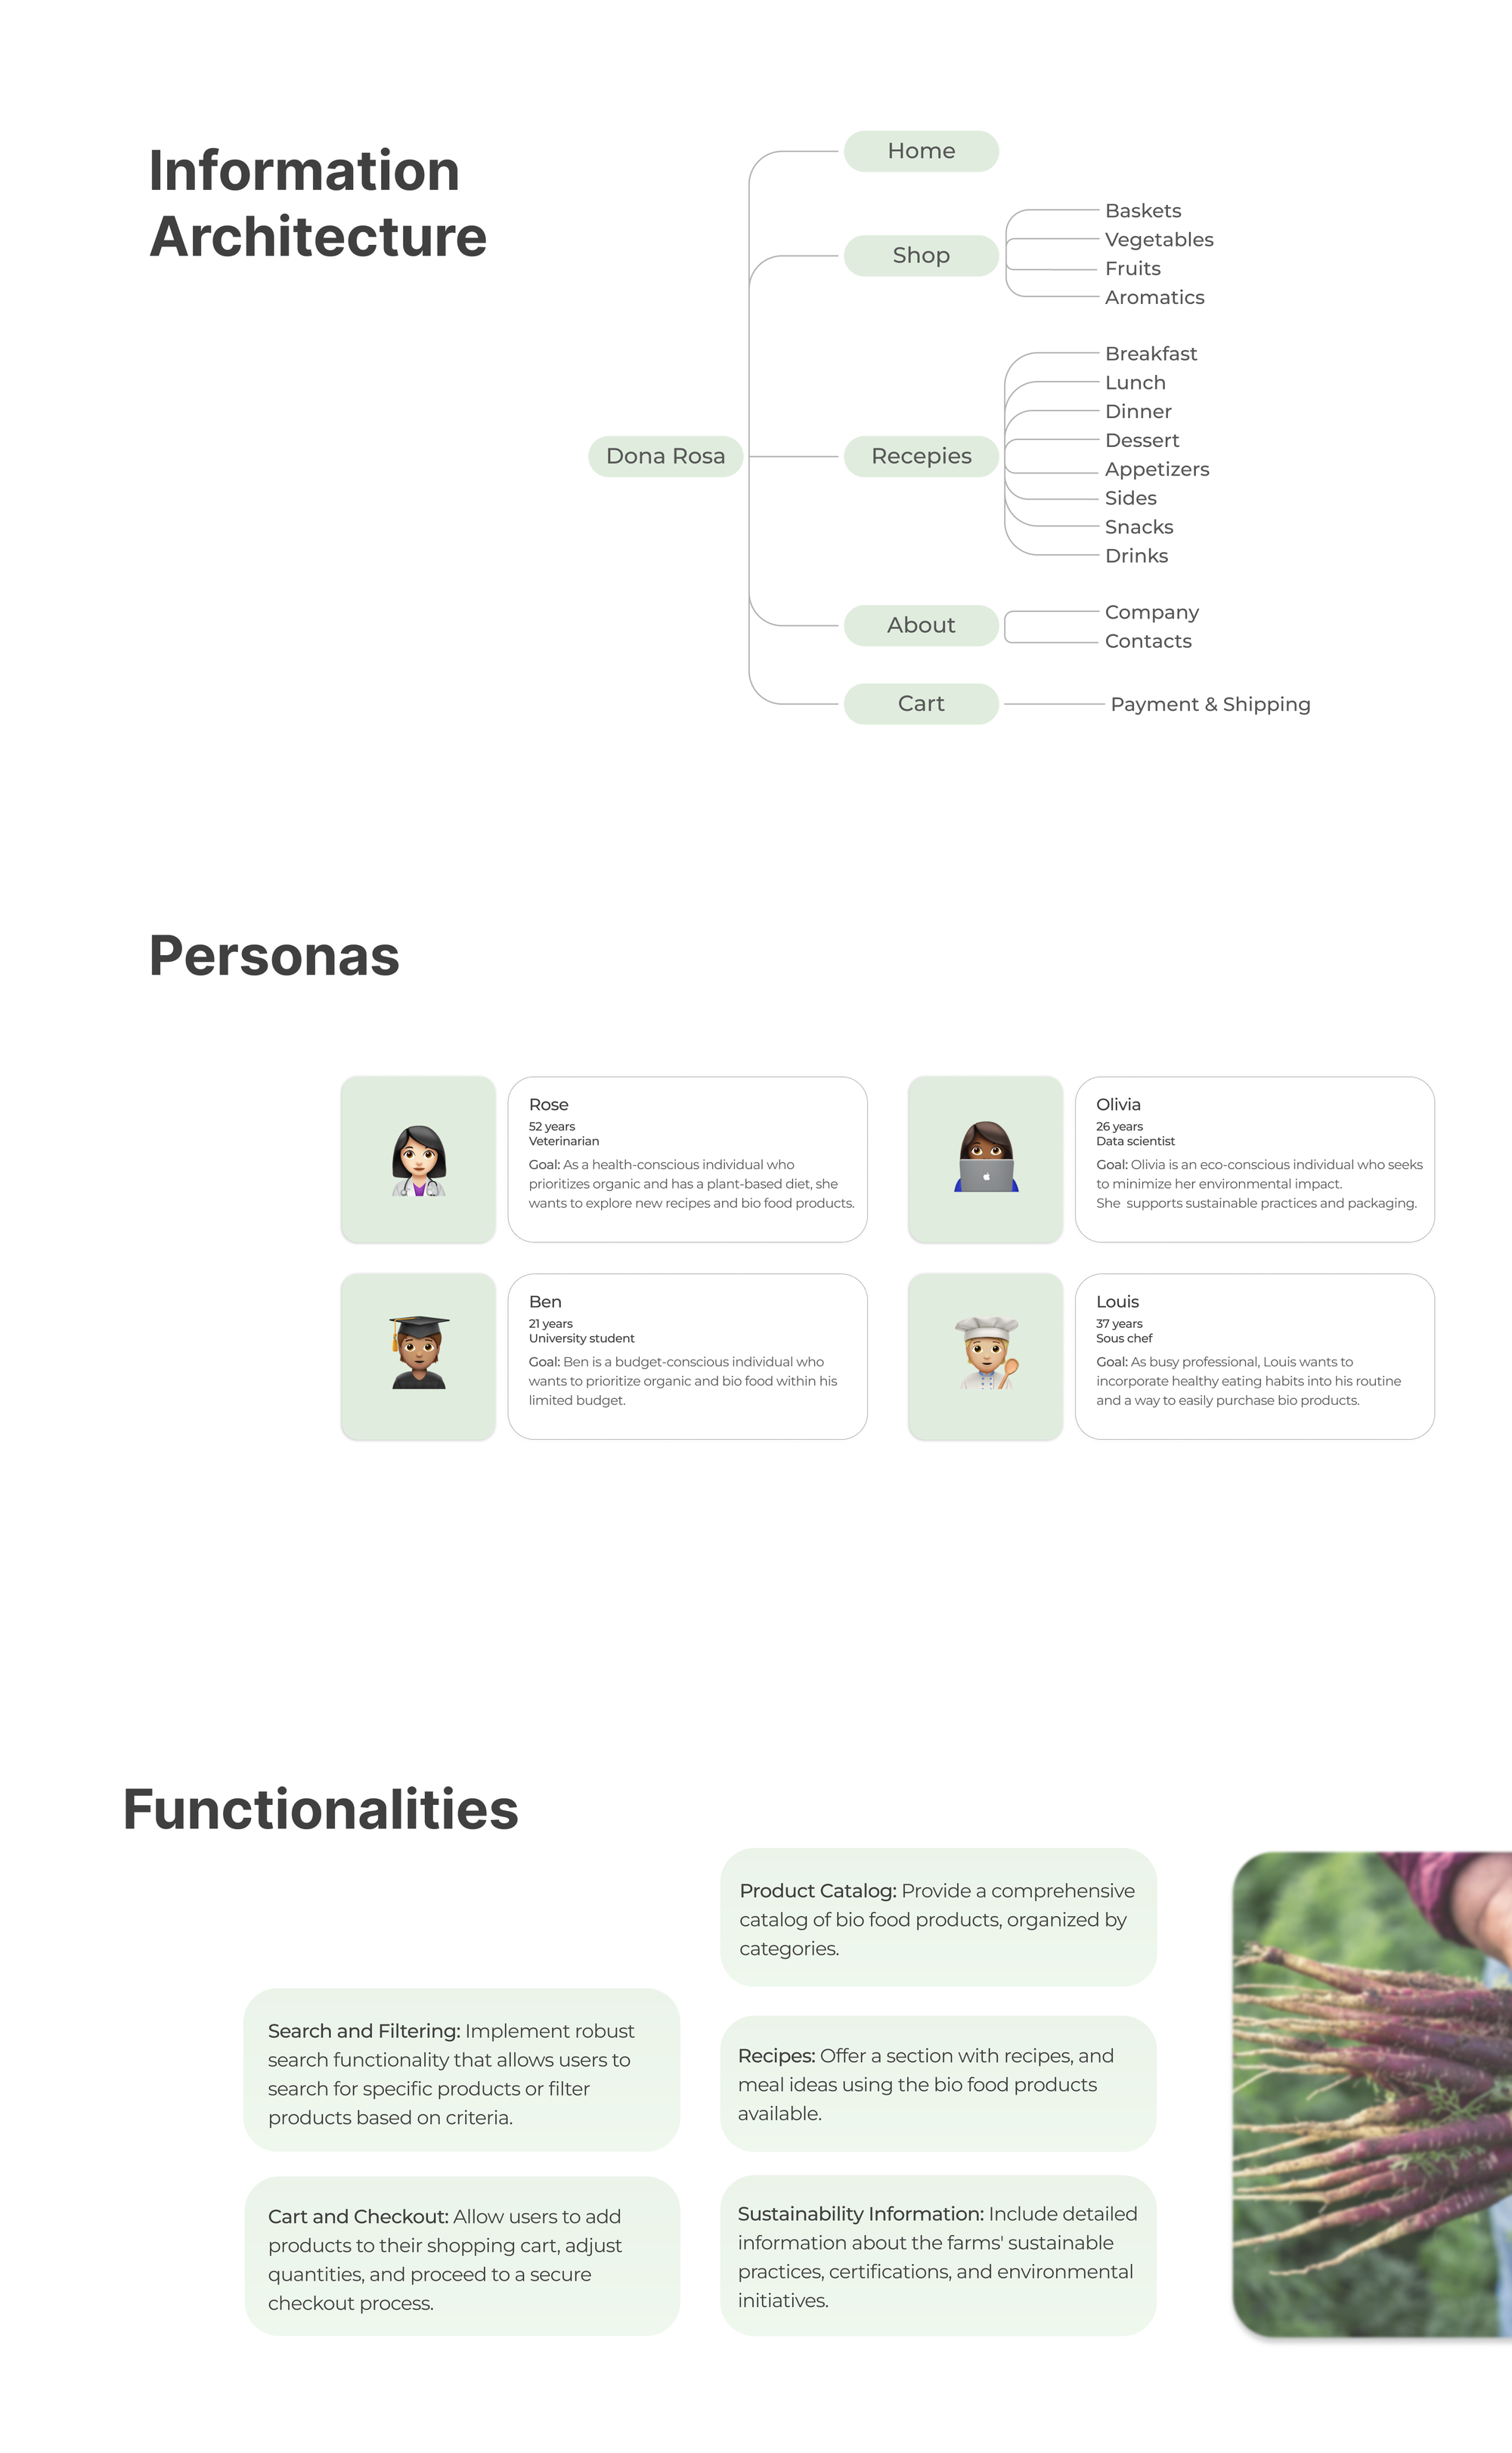 Information
Architecture
Home
Shop
Baskets
Vegetables
Fruits
Aromatics
Dona Rosa
Recepies
Breakfast
Lunch
Dinner
Dessert
Appetizers
Sides
Snacks
Drinks
About
Company
Contacts
Cart
Payment & Shipping
Personas
Rose
52 years
Veterinarian
Goal: As a health-conscious individual who
prioritizes organic and has a plant-based diet, she
wants to explore new recipes and bio food products.
Olivia
26 years
Data scientist
Goal: Olivia is an eco-conscious individual who seeks
to minimize her environmental impact.
She  supports sustainable practices and packaging.
Ben
21 years
University student
Goal: Ben is a budget-conscious individual who
wants to prioritize organic and bio food within his
limited budget.
Louis
37 years
Sous chef
Goal: As busy professional, Louis wants to
incorporate healthy eating habits into his routine
and a way to easily purchase bio products.
Functionalities
Search and Filtering: Implement robust
search functionality that allows users to
search for specific products or filter
products based on criteria.
Cart and Checkout: Allow users to add
products to their shopping cart, adjust
quantities, and proceed to a secure
checkout process.
Product Catalog: Provide a comprehensive
catalog of bio food products, organized by
categories.
Recipes: Offer a section with recipes, and
meal ideas using the bio food products
available.
Sustainability Information: Include detailed
information about the farms' sustainable
practices, certifications, and environmental
initiatives.